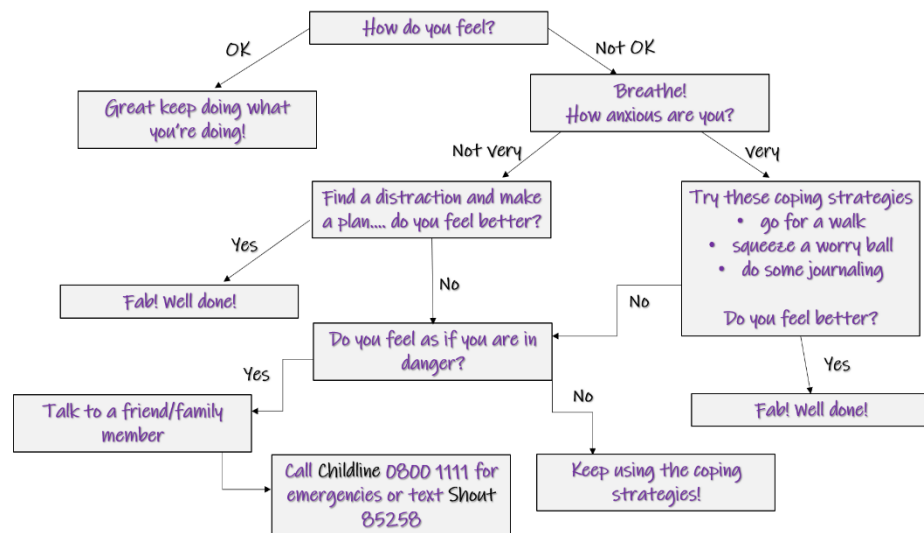 How do you feel?
OK
Not OK
Great keep doing what
you're doing!
Breathe!
How anxious are you?
Not very
very
Find a distraction and make
a plan.... do you feel better?
Try these coping strategies
• go for a walk
• squeeze a worry ball
• do some journaling
Do you feel better?
Yes
No
No
Fab! Well done!
Do you feel as if you are in
danger?
Yes
No
Yes
Fab! Well done!
Talk to a friend/family
member
Call Childline 0800 1111 for
emergencies or text Shout
85258
Keep using the coping
strategies!